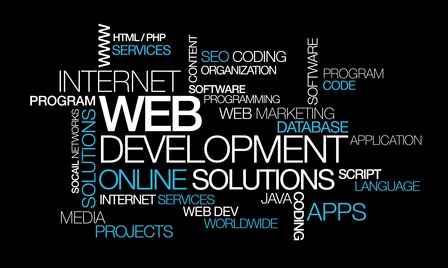 WWW
HTML / PHP
SERVICES
CONTENT
SEO CODING
ORGANIZATION
SOFTWARE
PROGRAM
CODE
INTERNET
SOFTWARE
PROGRAMMING
PROGRAM
WEB
WEB MARKETING
DATABASE
SOCAIL NETWORKS
SOLUTIONS
DEVELOPMENT
APPLICATION
ONLINE SOLUTIONS
SCRIPT
LANGUAGE
INTERNET SERVICES
JAVA
CODING
MEDIA
WEB DEV
APPS
PROJECTS
WORLDWIDE